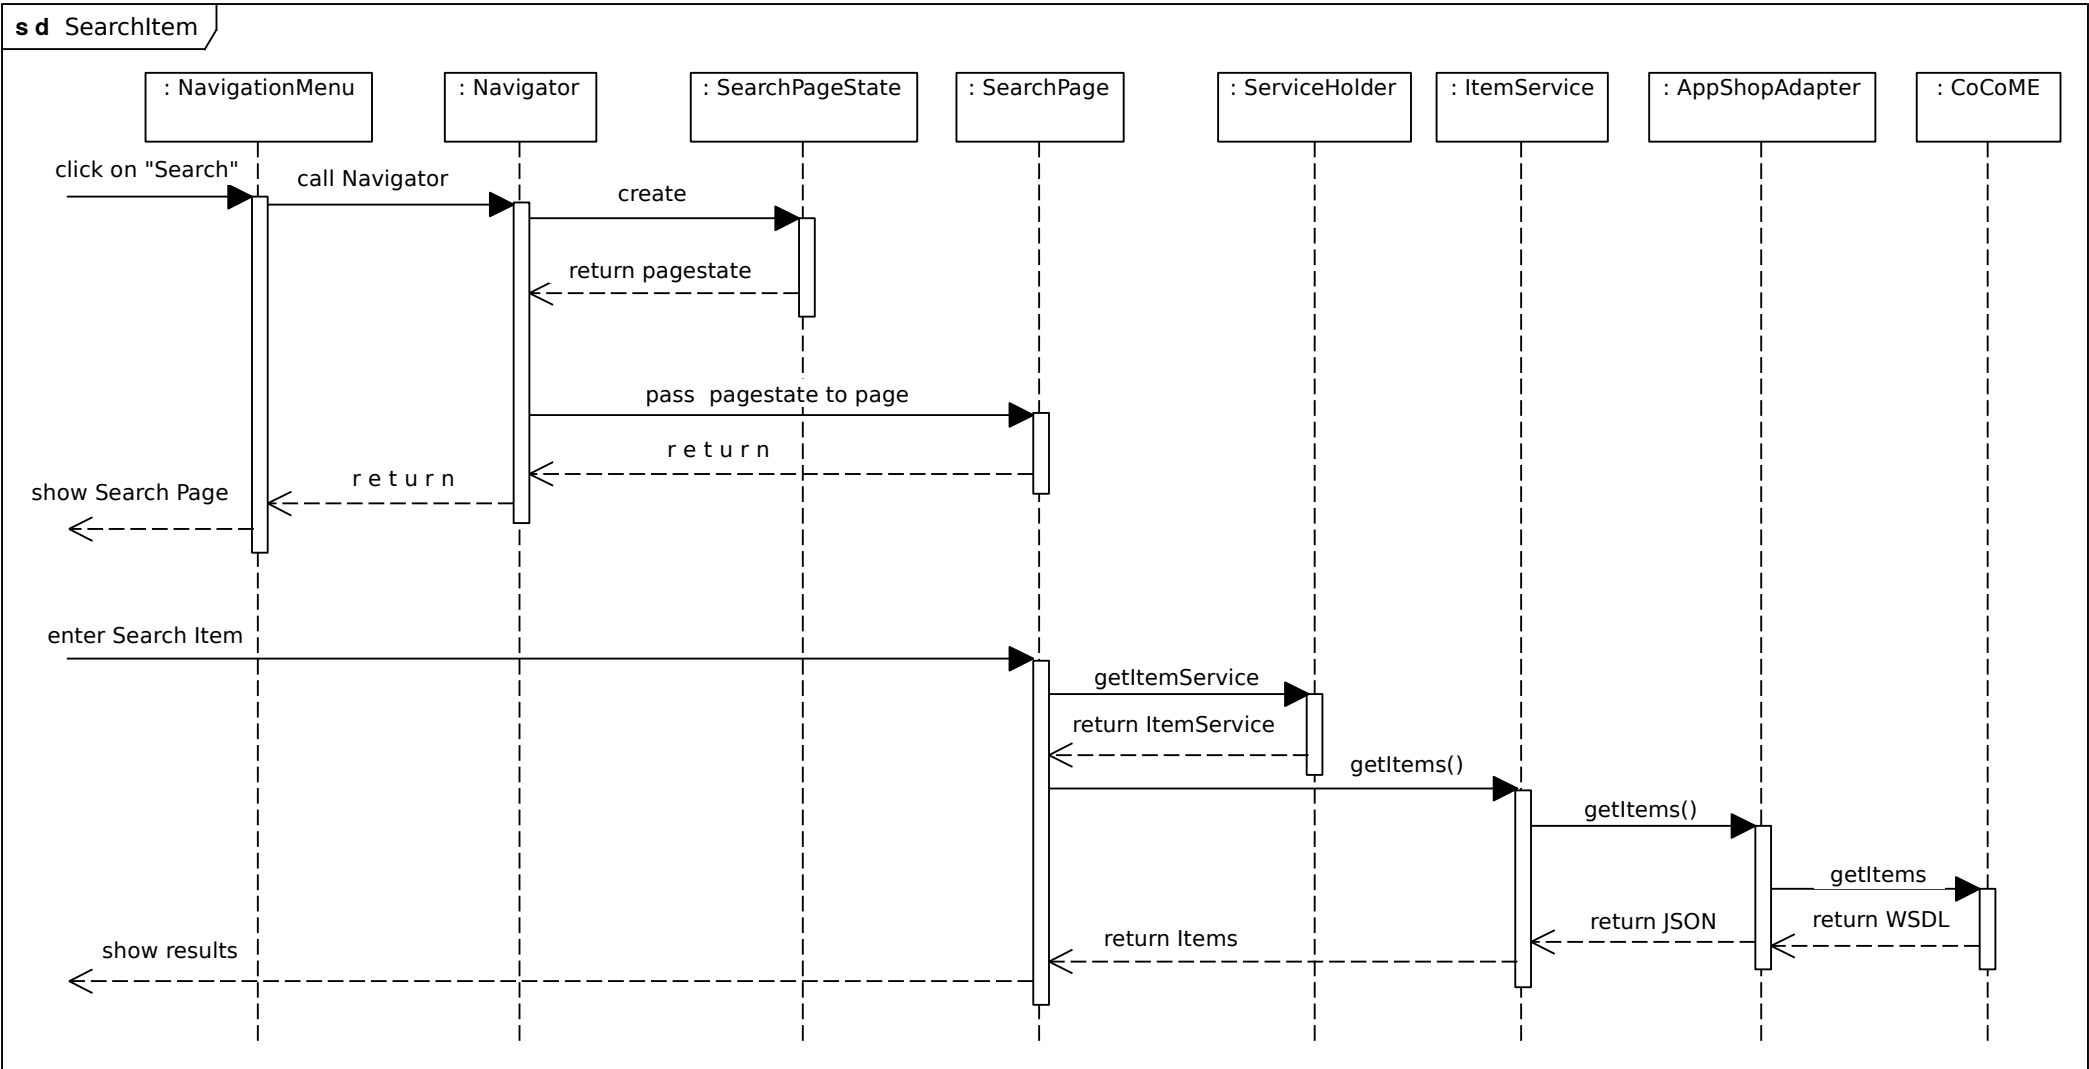 sd SearchItem
: NavigationMenu
: Navigator
: SearchPageState
: SearchPage
: ServiceHolder
: ItemService
: AppShopAdapter
: CoCoME
click on "Search"
call Navigator
create
return pagestate
pass pagestate to page
return
return
show Search Page
enter Search Item
getItemService
return ItemService
getItems()
getItems()
getItems
return WSDL
return JSON
return Items
show results